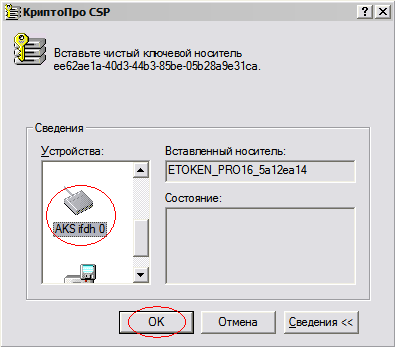 КриптоПро CSP
Вставьте чистый ключевой носитель
ee62ae1a-40d3-44b3-85be-05b28a9e31ca.
Сведения
Устройства:
AKS ifdh 0
Вставленный носитель:
ETOKEN_PRO16_5a12ea14
Состояние:
OK
Отмена
Сведения <<